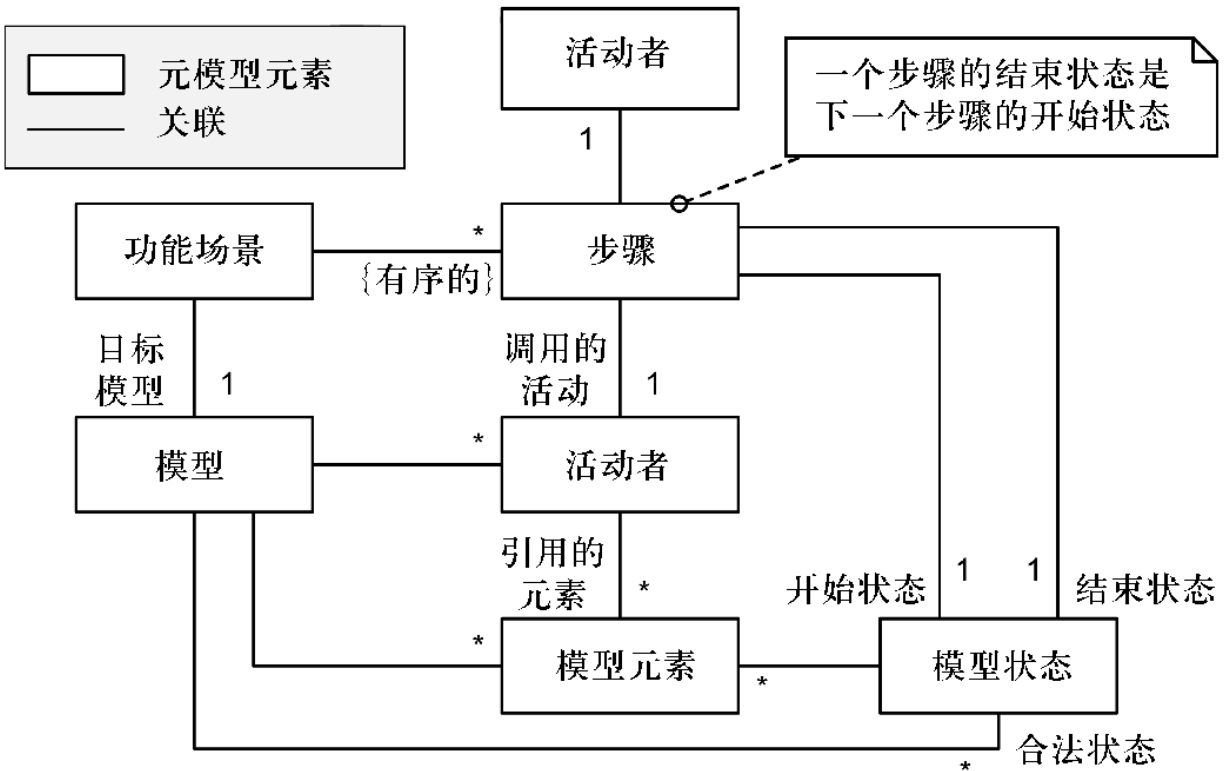 活动者
元模型元素
关联
一个步骤的结束状态是
下一个步骤的开始状态
1
功能场景
*
{有序的}
步骤
目标
模型
1
调用的
活动
1
模型
*
活动者
引用的
元素
*
开始状态
1
1
结束状态
*
模型元素
*
模型状态
合法状态
*